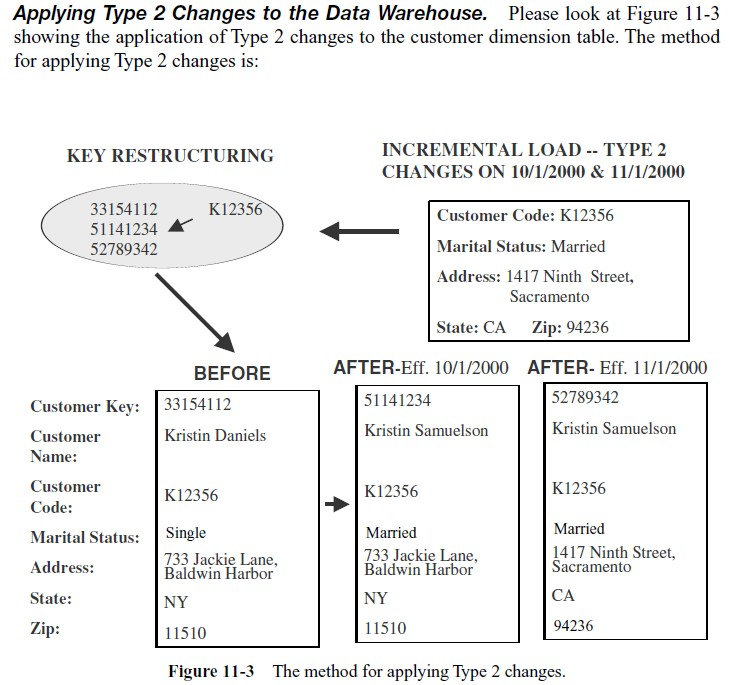 Applying Type 2 Changes to the Data Warehouse. Please look at Figure 11-3
showing the application of Type 2 changes to the customer dimension table. The method
for applying Type 2 changes is:
KEY RESTRUCTURING
33154112 K12356
51141234
52789342
INCREMENTAL LOAD -- TYPE 2
CHANGES ON 10/1/2000 & 11/1/2000
Customer Code: K12356
Marital Status: Married
Address: 1417 Ninth Street,
Sacramento
State: CA Zip: 94236
BEFORE
AFTER-Eff. 10/1/2000
AFTER- Eff. 11/1/2000
Customer Key:
Customer
Name:
Customer
Code:
Marital Status:
Address:
State:
Zip:
33154112
Kristin Daniels
K12356
Single
733 Jackie Lane,
Baldwin Harbor
NY
11510
51141234
Kristin Samuelson
K12356
Married
733 Jackie Lane,
Baldwin Harbor
NY
11510
52789342
Kristin Samuelson
K12356
Married
1417 Ninth Street,
Sacramento
CA
94236
Figure 11-3 The method for applying Type 2 changes.